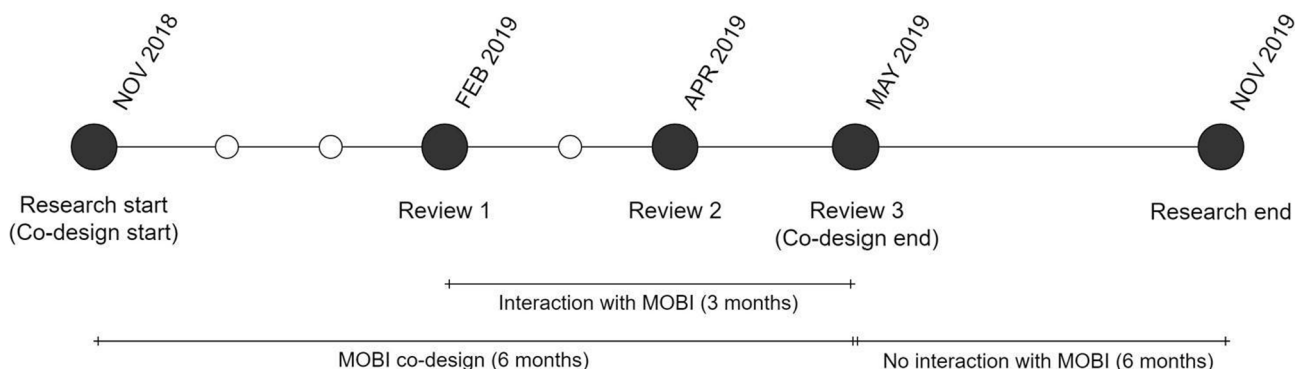 NOV 2018
FEB 2019
APR 2019
MAY 2019
NOV 2019
Research start
(Co-design start)
Review 1
Review 2
Review 3
(Co-design end)
Research end
Interaction with MOBI (3 months)
MOBI co-design (6 months)
No interaction with MOBI (6 months)